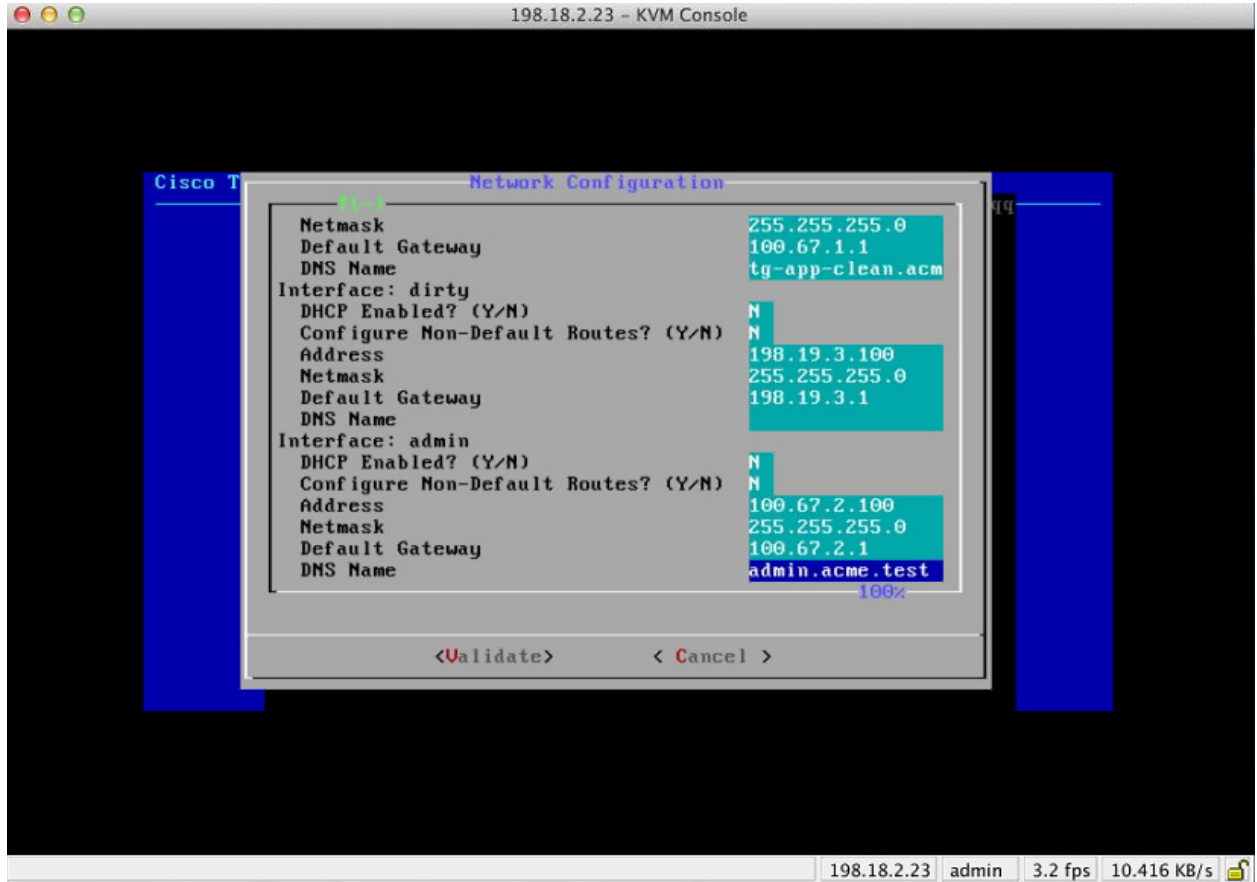 198.18.2.23 – KVM Console
Cisco T
Network Configuration
↑(-)
qq
Netmask 255.255.255.0
Default Gateway 100.67.1.1
DNS Name tg-app-clean.acm
Interface: dirty
DHCP Enabled? (Y/N) N
Configure Non-Default Routes? (Y/N) N
Address 198.19.3.100
Netmask 255.255.255.0
Default Gateway 198.19.3.1
DNS Name
Interface: admin
DHCP Enabled? (Y/N) N
Configure Non-Default Routes? (Y/N) N
Address 100.67.2.100
Netmask 255.255.255.0
Default Gateway 100.67.2.1
DNS Name admin.acme.test
100%
<Validate> < Cancel >
198.18.2.23 admin 3.2 fps 10.416 KB/s